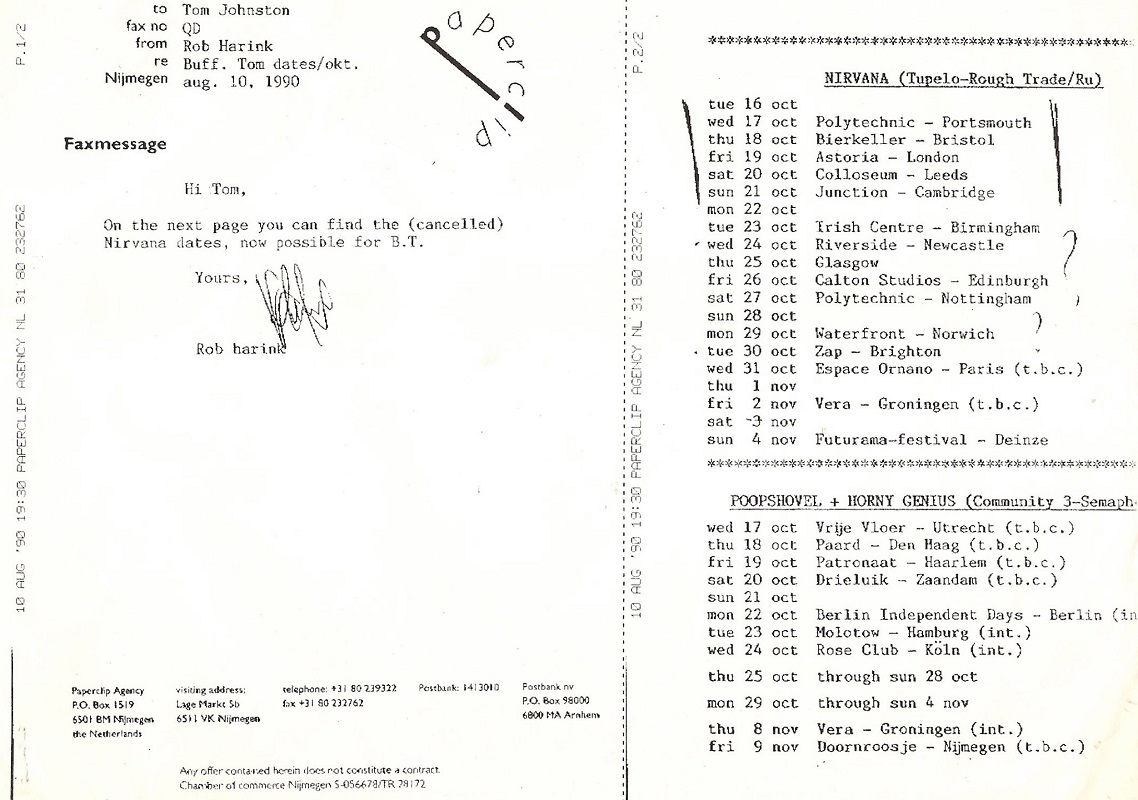 P.1/2
to Tom Johnston
fax no QD
from Rob Harink
re Buff. Tom dates/okt.
Nijmegen aug. 10, 1990
paperclip
Faxmessage
Hi Tom,
On the next page you can find the (cancelled)
Nirvana dates, now possible for B.T.
Yours,
Rob harink
10 AUG '90 19:30 PAPERCLIP AGENCY NL 31 80 232762
Paperclip Agency
P.O. Box 1519
6501 BM Nijmegen
the Netherlands
visiting address:
Lage Markt 5b
6511 VK Nijmegen
telephone: +31 80 239322
fax +31 80 232762
Postbank: 1413010
Postbank nv
P.O. Box 98000
6800 MA Arnhem
Any offer contained herein does not constitute a contract.
Chamber of commerce Nijmegen S-056678/TR 28172
P.2/2
10 AUG '90 19:30 PAPERCLIP AGENCY NL 31 80 232762
*************************************************
NIRVANA (Tupelo-Rough Trade/Ru)
tue 16 oct
wed 17 oct Polytechnic - Portsmouth
thu 18 oct Bierkeller - Bristol
fri 19 oct Astoria - London
sat 20 oct Colloseum - Leeds
sun 21 oct Junction - Cambridge
mon 22 oct
tue 23 oct Irish Centre - Birmingham
wed 24 oct Riverside - Newcastle
thu 25 oct Glasgow
fri 26 oct Calton Studios - Edinburgh
sat 27 oct Polytechnic - Nottingham
sun 28 oct
mon 29 oct Waterfront - Norwich
tue 30 oct Zap - Brighton
wed 31 oct Espace Ornano - Paris (t.b.c.)
thu 1 nov
fri 2 nov Vera - Groningen (t.b.c.)
sat 3 nov
sun 4 nov Futurama-festival - Deinze
*************************************************
POOPSHOVEL + HORNY GENIUS (Community 3-Semaph
wed 17 oct Vrije Vloer - Utrecht (t.b.c.)
thu 18 oct Paard - Den Haag (t.b.c.)
fri 19 oct Patronaat - Haarlem (t.b.c.)
sat 20 oct Drieluik - Zaandam (t.b.c.)
sun 21 oct
mon 22 oct Berlin Independent Days - Berlin (in
tue 23 oct Molotow - Hamburg (int.)
wed 24 oct Rose Club - Köln (int.)
thu 25 oct through sun 28 oct
mon 29 oct through sun 4 nov
thu 8 nov Vera - Groningen (int.)
fri 9 nov Doornroosje - Nijmegen (t.b.c.)